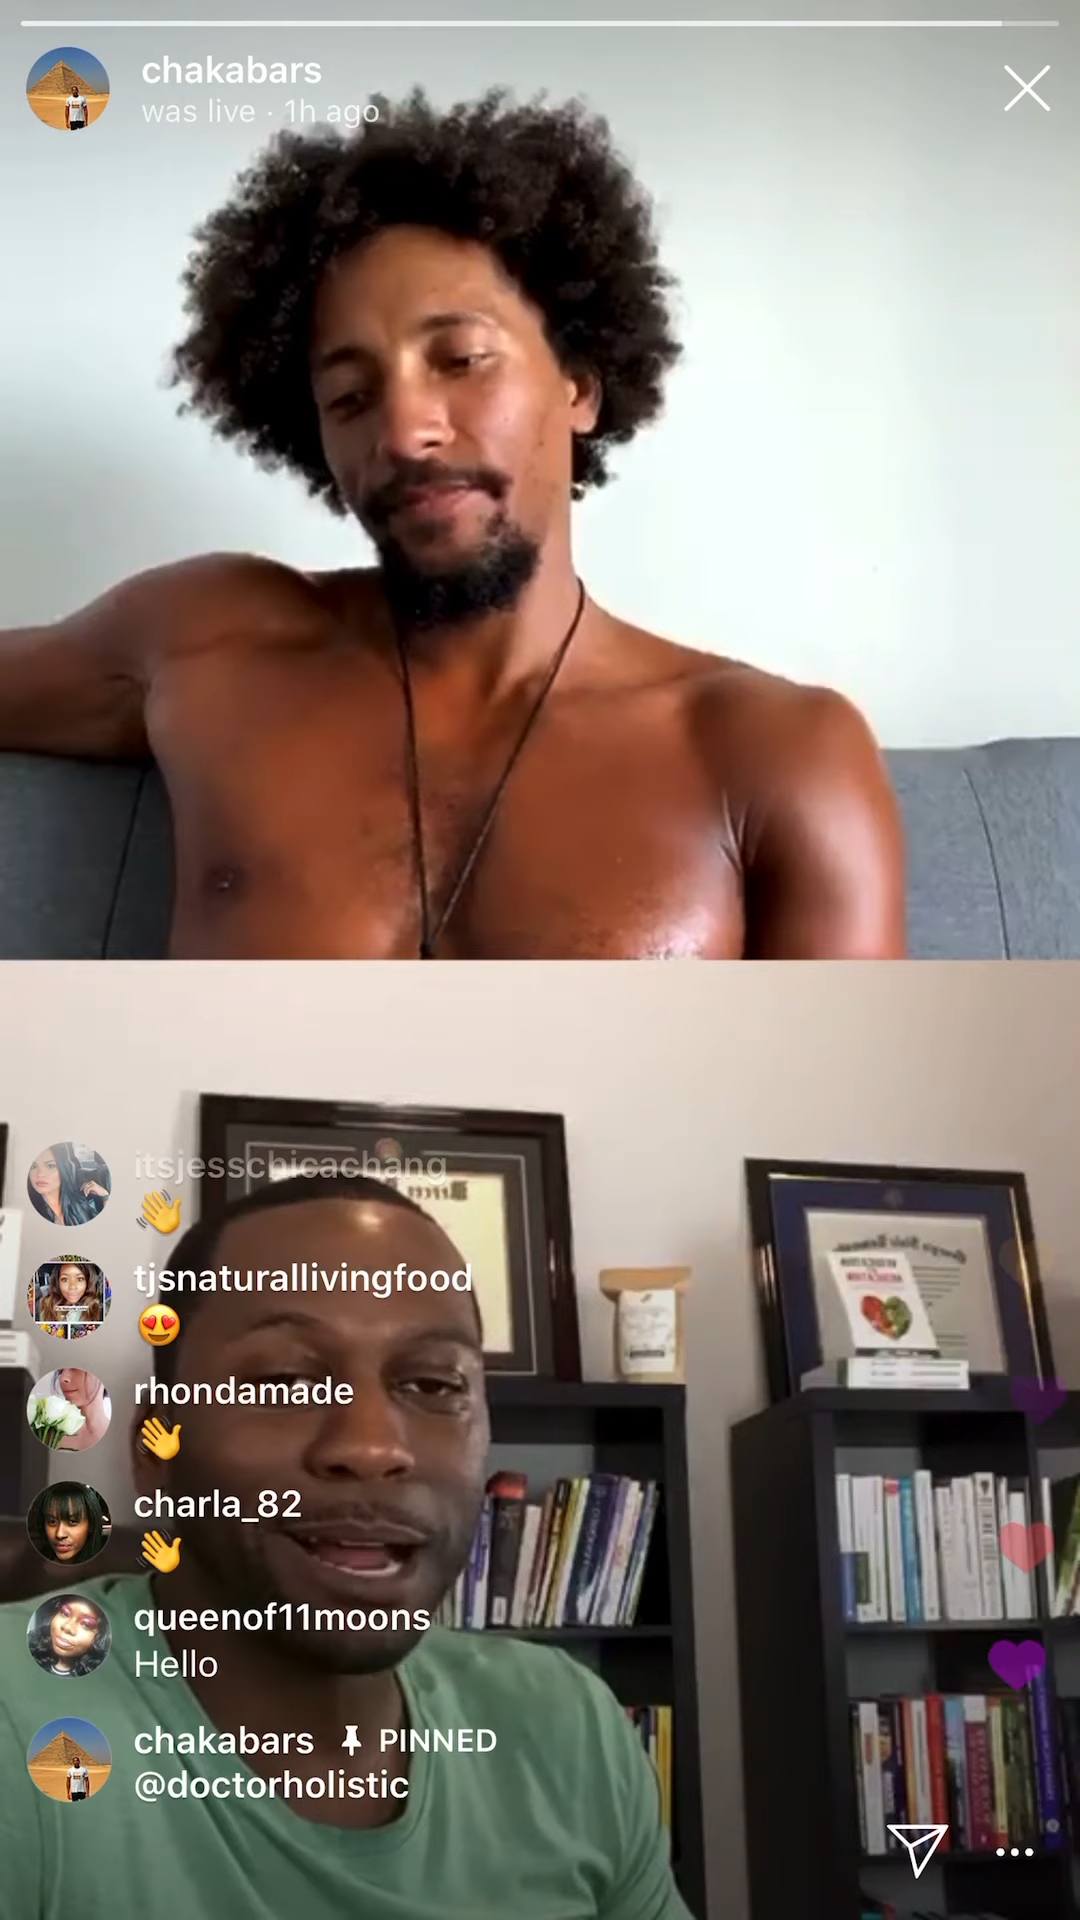 chakabars
was live · 1h ago
itsjesschicachang
👋
tjsnaturallivingfood
😍
rhondamade
👋
charla_82
👋
queenof11moons
Hello
chakabars PINNED
@doctorholistic